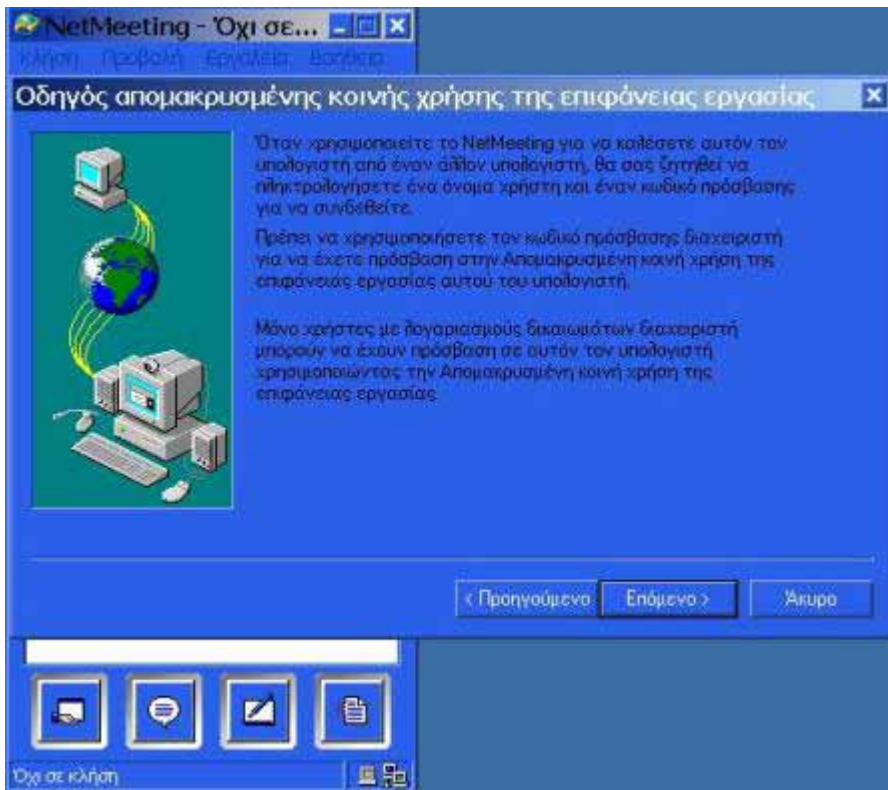 NetMeeting - Όχι σε...
Κλήση Προβολή Εργαλεία Βοήθεια
Οδηγός απομακρυσμένης κοινής χρήσης της επιφάνειας εργασίας
Όταν χρησιμοποιείτε το NetMeeting για να καλέσετε αυτόν τον
υπολογιστή από έναν άλλον υπολογιστή, θα σας ζητηθεί να
πληκτρολογήσετε ένα όνομα χρήστη και έναν κωδικό πρόσβασης
για να συνδεθείτε.
Πρέπει να χρησιμοποιήσετε τον κωδικό πρόσβασης διαχειριστή
για να έχετε πρόσβαση στην Απομακρυσμένη κοινή χρήση της
επιφάνειας εργασίας αυτού του υπολογιστή.
Μόνο χρήστες με λογαριασμούς δικαιωμάτων διαχειριστή
μπορούν να έχουν πρόσβαση σε αυτόν τον υπολογιστή
χρησιμοποιώντας την Απομακρυσμένη κοινή χρήση της
επιφάνειας εργασίας.
< Προηγούμενο Επόμενο > Άκυρο
Όχι σε κλήση